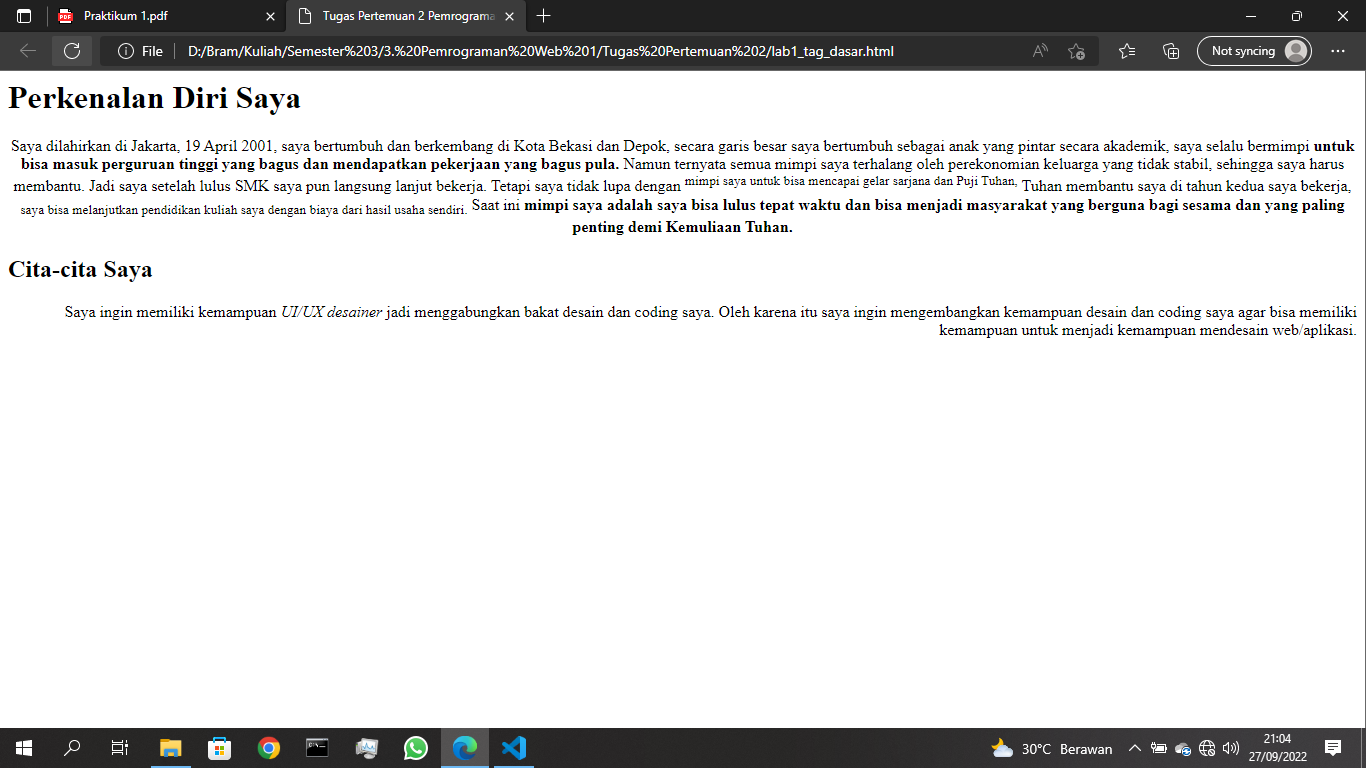 Praktikum 1.pdf
Tugas Pertemuan 2 Pemrograma
File
D:/Bram/Kuliah/Semester%203/3.%20Pemrograman%20Web%201/Tugas%20Pertemuan%202/lab1_tag_dasar.html
Not syncing
Perkenalan Diri Saya
Saya dilahirkan di Jakarta, 19 April 2001, saya bertumbuh dan berkembang di Kota Bekasi dan Depok, secara garis besar saya bertumbuh sebagai anak yang pintar secara akademik, saya selalu bermimpi untuk
bisa masuk perguruan tinggi yang bagus dan mendapatkan pekerjaan yang bagus pula. Namun ternyata semua mimpi saya terhalang oleh perekonomian keluarga yang tidak stabil, sehingga saya harus
membantu. Jadi saya setelah lulus SMK saya pun langsung lanjut bekerja. Tetapi saya tidak lupa dengan mimpi saya untuk bisa mencapai gelar sarjana dan Puji Tuhan, Tuhan membantu saya di tahun kedua saya bekerja,
saya bisa melanjutkan pendidikan kuliah saya dengan biaya dari hasil usaha sendiri. Saat ini mimpi saya adalah saya bisa lulus tepat waktu dan bisa menjadi masyarakat yang berguna bagi sesama dan yang paling
penting demi Kemuliaan Tuhan.
Cita-cita Saya
Saya ingin memiliki kemampuan UI/UX desainer jadi menggabungkan bakat desain dan coding saya. Oleh karena itu saya ingin mengembangkan kemampuan desain dan coding saya agar bisa memiliki
kemampuan untuk menjadi kemampuan mendesain web/aplikasi.
30°C Berawan
21:04
27/09/2022